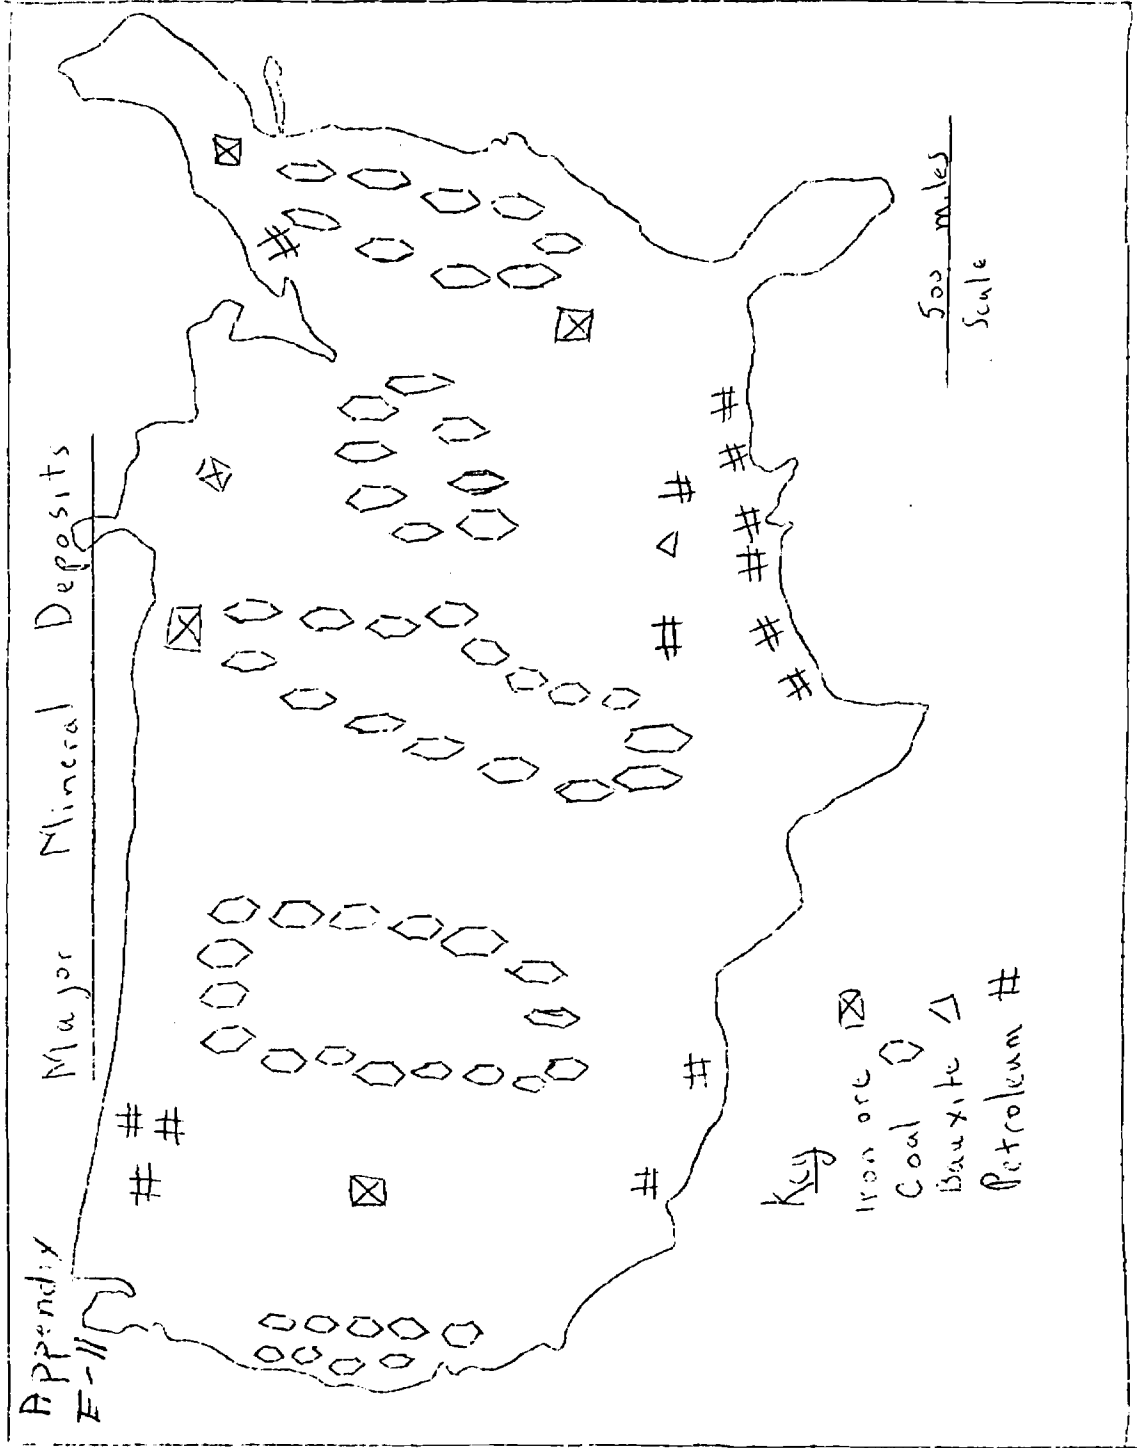 Appendix
E-11
Major Mineral Deposits
500 miles
Scale
Key
Iron ore
Coal
Bauxite
Petroleum